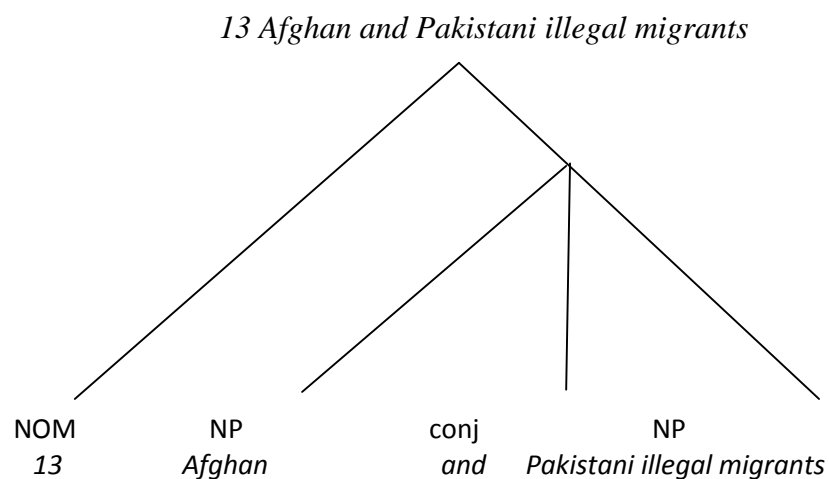 13 Afghan and Pakistani illegal migrants
NOM NP conj NP
13 Afghan and Pakistani illegal migrants